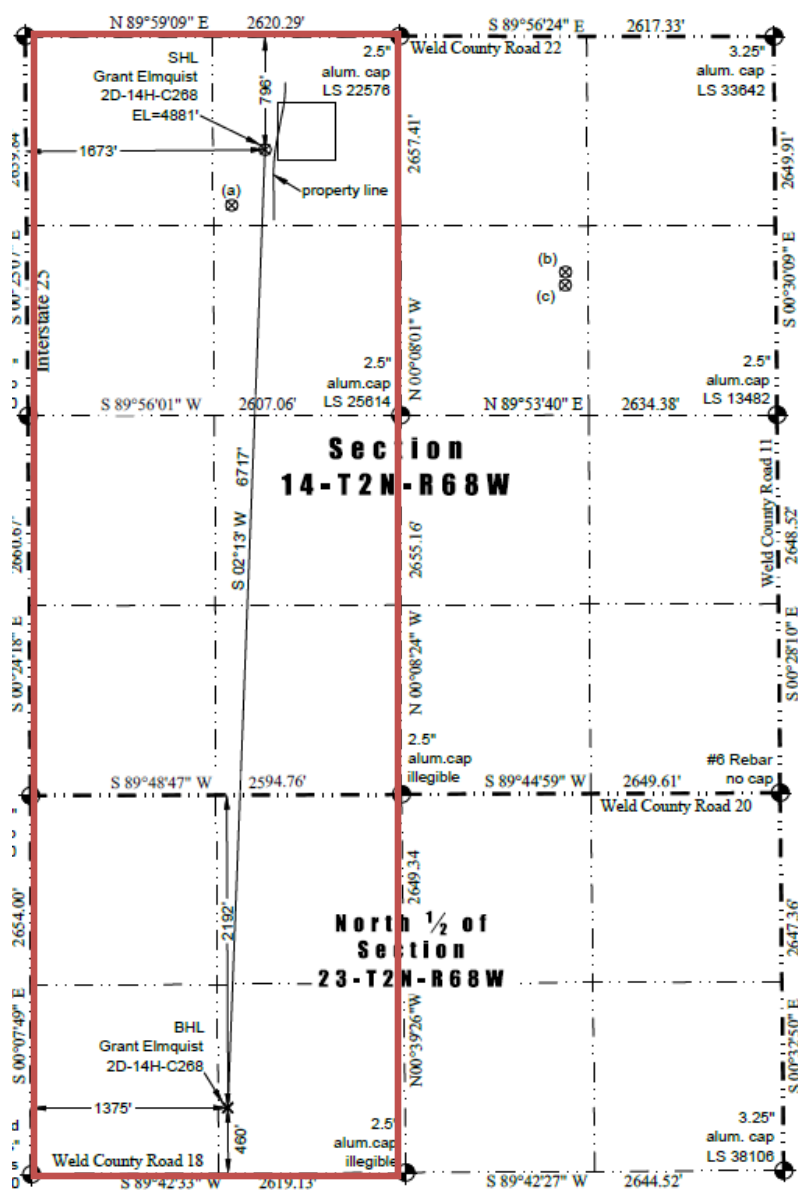 N 89°59'09" E 2620.29'
S 89°56'24" E 2617.33'
Weld County Road 22
SHL
Grant Elmquist
2D-14H-C268
EL=4881'
796'
2.5"
alum. cap
LS 22576
3.25"
alum. cap
LS 33642
1673'
2657.41'
2649.91'
property line
(a)
(b)
(c)
S 00°30'09" E
Interstate 25
N 00°08'01" W
2.5"
alum.cap
LS 25614
2.5"
alum.cap
LS 13482
S 89°56'01" W 2607.06'
N 89°53'40" E 2634.38'
Section
14-T2N-R68W
S 02°13' W 6717'
Weld County Road 11
2660.67'
2655.16'
2648.52'
S 00°24'18" E
N 00°08'24" W
S 00°28'10" E
2.5"
alum.cap
illegible
#6 Rebar
no cap
S 89°48'47" W 2594.76'
S 89°44'59" W 2649.61'
Weld County Road 20
2654.00'
2192'
2649.34
2647.36'
North ½ of
Section
23-T2N-R68W
S 00°07'49" E
N00°39'26"W
S 00°32'50" E
BHL
Grant Elmquist
2D-14H-C268
1375'
460'
2.5"
alum.cap
illegible
3.25"
alum. cap
LS 38106
Weld County Road 18
S 89°42'33" W 2619.13'
S 89°42'27" W 2644.52'